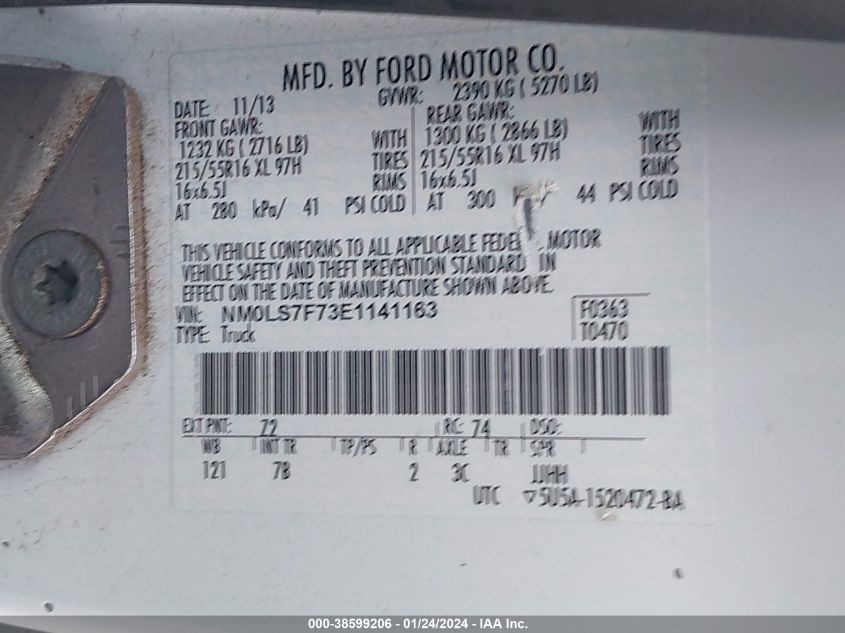 MFD. BY FORD MOTOR CO.
DATE: 11/13 GVWR: 2390 KG ( 5270 LB)
FRONT GAWR: REAR GAWR:
1232 KG ( 2716 LB) WITH 1300 KG ( 2866 LB) WITH
215/55R16 XL 97H TIRES 215/55R16 XL 97H TIRES
16x6.5J RIMS 16x6.5J RIMS
AT 280 kPa/ 41 PSI COLD AT 300 44 PSI COLD
THIS VEHICLE CONFORMS TO ALL APPLICABLE MOTOR
VEHICLE SAFETY AND THEFT PREVENTION STANDARD IN
EFFECT ON THE DATE OF MANUFACTURE SHOWN ABOVE.
VIN: NM0LS7F73E1141163 F0363
TYPE: Truck T0470
EXT PNT: 72 RC: 74 DSO:
WB INT TR TP/PS R AXLE TR SPR
121 7B 2 3C JJHH
UTC ▽5U5A-1520472-BA
000-38599206 - 01/24/2024 - IAA Inc.